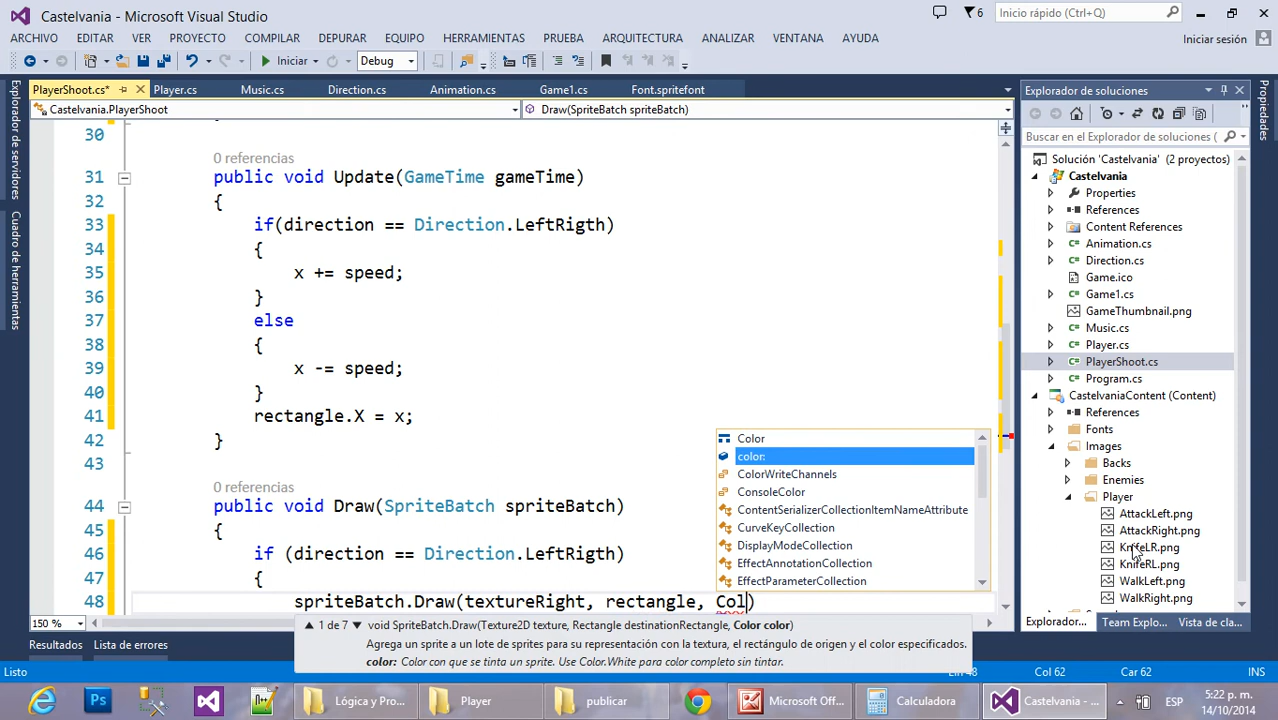 Castelvania - Microsoft Visual Studio
6
Inicio rápido (Ctrl+Q)
ARCHIVO EDITAR VER PROYECTO COMPILAR DEPURAR EQUIPO HERRAMIENTAS PRUEBA ARQUITECTURA ANALIZAR VENTANA AYUDA
Iniciar sesión
Iniciar Debug
PlayerShoot.cs* Player.cs Music.cs Direction.cs Animation.cs Game1.cs Font.spritefont
Castelvania.PlayerShoot Draw(SpriteBatch spriteBatch)
Explorador de servidores
Cuadro de herramientas
30
0 referencias
31 public void Update(GameTime gameTime)
32 {
33 if(direction == Direction.LeftRigth)
34 {
35 x += speed;
36 }
37 else
38 {
39 x -= speed;
40 }
41 rectangle.X = x;
42 }
43
0 referencias
44 public void Draw(SpriteBatch spriteBatch)
45 {
46 if (direction == Direction.LeftRigth)
47 {
48 spriteBatch.Draw(textureRight, rectangle, Col)
Color
color:
ColorWriteChannels
ConsoleColor
ContentSerializerCollectionItemNameAttribute
CurveKeyCollection
DisplayModeCollection
EffectAnnotationCollection
EffectParameterCollection
1 de 7 void SpriteBatch.Draw(Texture2D texture, Rectangle destinationRectangle, Color color)
Agrega un sprite a un lote de sprites para su representación con la textura, el rectángulo de origen y el color especificados.
color: Color con que se tinta un sprite. Use Color.White para color completo sin tintar.
150 %
Explorador de soluciones
Buscar en el Explorador de soluciones (
Solución 'Castelvania' (2 proyectos)
Castelvania
Properties
References
Content References
Animation.cs
Direction.cs
Game.ico
Game1.cs
GameThumbnail.png
Music.cs
Player.cs
PlayerShoot.cs
Program.cs
CastelvaniaContent (Content)
References
Fonts
Images
Backs
Enemies
Player
AttackLeft.png
AttackRight.png
KnifeLR.png
KnifeRL.png
WalkLeft.png
WalkRight.png
Explorador... Team Explo... Vista de cla...
Propiedades
Resultados Lista de errores
Listo Lín 48 Col 62 Car 62 INS
Lógica y Pro... Player publicar Microsoft Of... Calculadora Castelvania - ... ESP 5:22 p. m.
14/10/2014